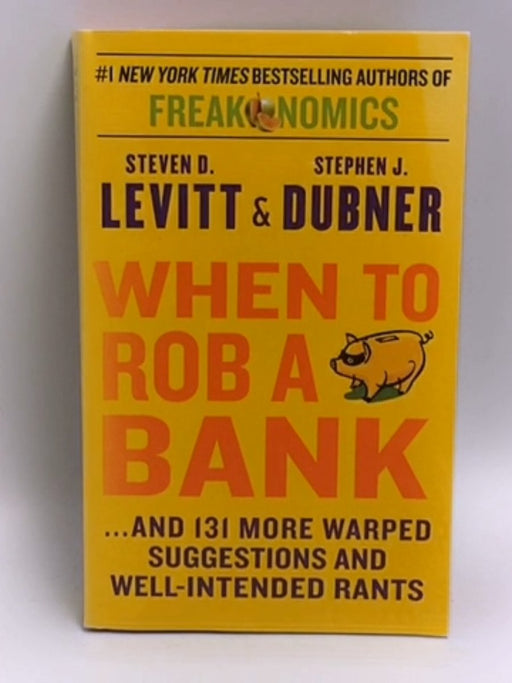 #1 NEW YORK TIMES BESTSELLING AUTHORS OF
FREAKONOMICS
STEVEN D. STEPHEN J.
LEVITT & DUBNER
WHEN TO
ROB A
BANK
...AND 131 MORE WARPED
SUGGESTIONS AND
WELL-INTENDED RANTS